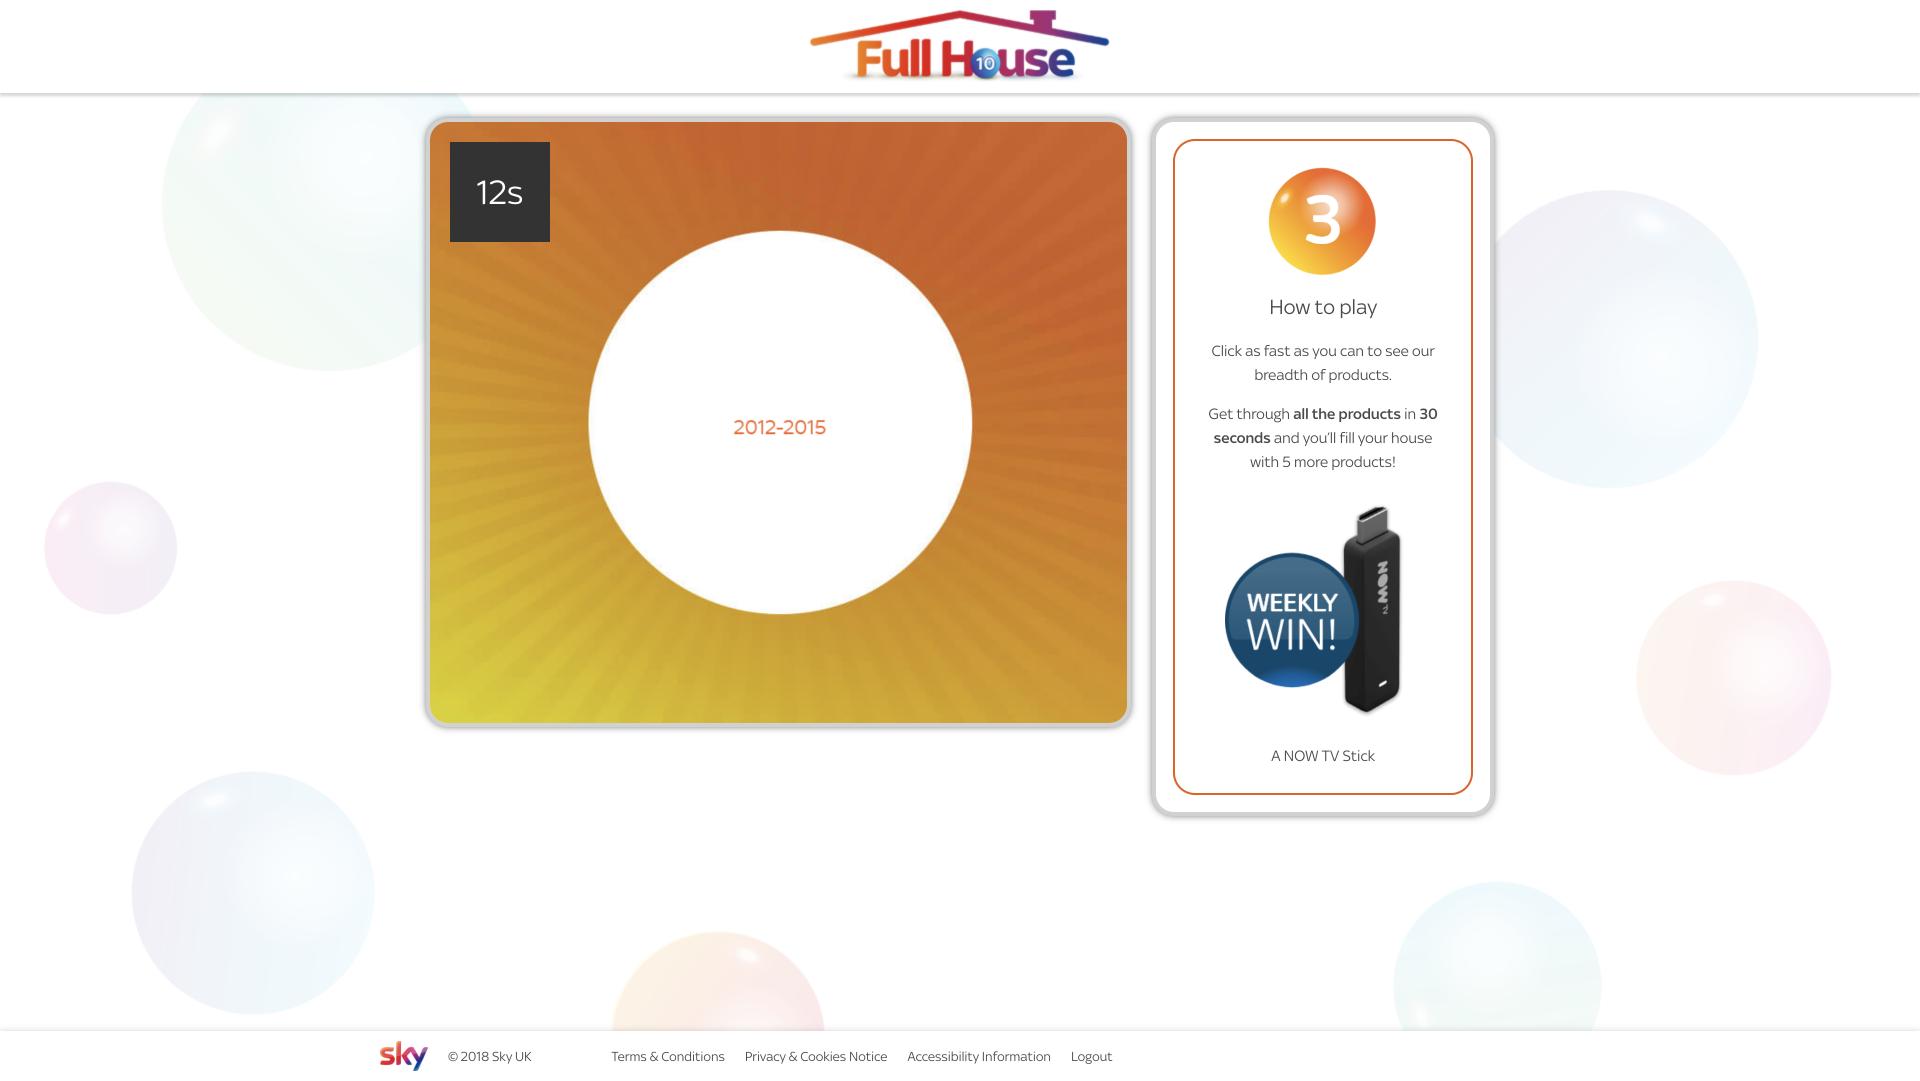 Full House
10
12s
2012-2015
3
How to play
Click as fast as you can to see our
breadth of products.
Get through all the products in 30
seconds and you'll fill your house
with 5 more products!
NOW TV
WEEKLY
WIN!
A NOW TV Stick
sky © 2018 Sky UK Terms & Conditions Privacy & Cookies Notice Accessibility Information Logout